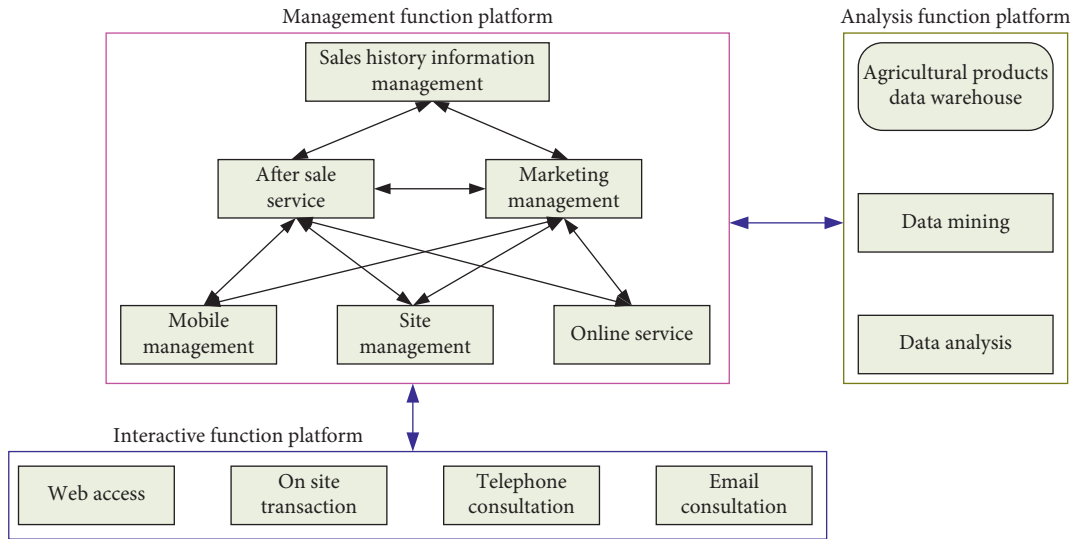 Management function platform
Sales history information
management
After sale
service
Marketing
management
Mobile
management
Site
management
Online service
Analysis function platform
Agricultural products
data warehouse
Data mining
Data analysis
Interactive function platform
Web access
On site
transaction
Telephone
consultation
Email
consultation